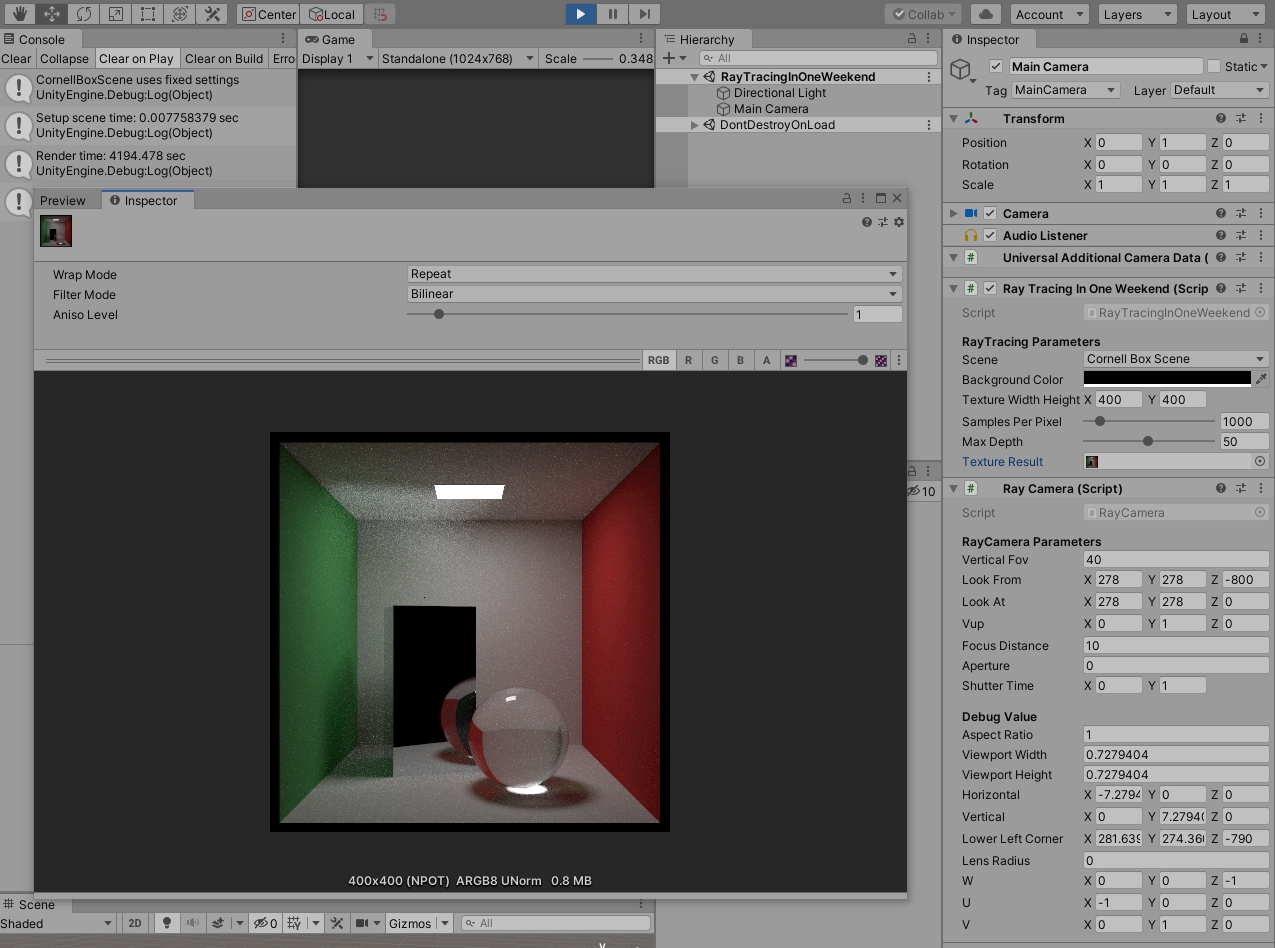 Center Local Collab Account Layers Layout
Console
Clear Collapse Clear on Play Clear on Build Erro
CornellBoxScene uses fixed settings
UnityEngine.Debug:Log(Object)
Setup scene time: 0.007758379 sec
UnityEngine.Debug:Log(Object)
Render time: 4194.478 sec
UnityEngine.Debug:Log(Object)
Game
Display 1 Standalone (1024x768) Scale 0.348
Hierarchy
All
RayTracingInOneWeekend
Directional Light
Main Camera
DontDestroyOnLoad
10
Preview Inspector
Wrap Mode Repeat
Filter Mode Bilinear
Aniso Level 1
RGB R G B A
400x400 (NPOT) ARGB8 UNorm 0.8 MB
Scene
Shaded 2D 0 Gizmos All
y
Inspector
Main Camera Static
Tag MainCamera Layer Default
Transform
Position X 0 Y 1 Z 0
Rotation X 0 Y 0 Z 0
Scale X 1 Y 1 Z 1
Camera
Audio Listener
# Universal Additional Camera Data (
# Ray Tracing In One Weekend (Scrip
Script # RayTracingInOneWeekend
RayTracing Parameters
Scene Cornell Box Scene
Background Color
Texture Width Height X 400 Y 400
Samples Per Pixel 1000
Max Depth 50
Texture Result
# Ray Camera (Script)
Script # RayCamera
RayCamera Parameters
Vertical Fov 40
Look From X 278 Y 278 Z -800
Look At X 278 Y 278 Z 0
Vup X 0 Y 1 Z 0
Focus Distance 10
Aperture 0
Shutter Time X 0 Y 1
Debug Value
Aspect Ratio 1
Viewport Width 0.7279404
Viewport Height 0.7279404
Horizontal X -7.2794 Y 0 Z 0
Vertical X 0 Y 7.2794 Z 0
Lower Left Corner X 281.639 Y 274.36 Z -790
Lens Radius 0
W X 0 Y 0 Z -1
U X -1 Y 0 Z 0
V X 0 Y 1 Z 0